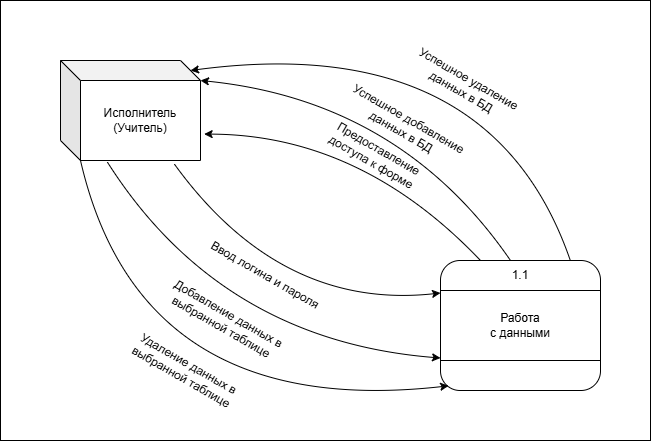 Успешное удаление
данных в БД
Успешное добавление
данных в БД
Предоставление
доступа к форме
Исполнитель
(Учитель)
Ввод логина и пароля
Добавление данных в
выбранной таблице
Удаление данных в
выбранной таблице
1.1
Работа
с данными